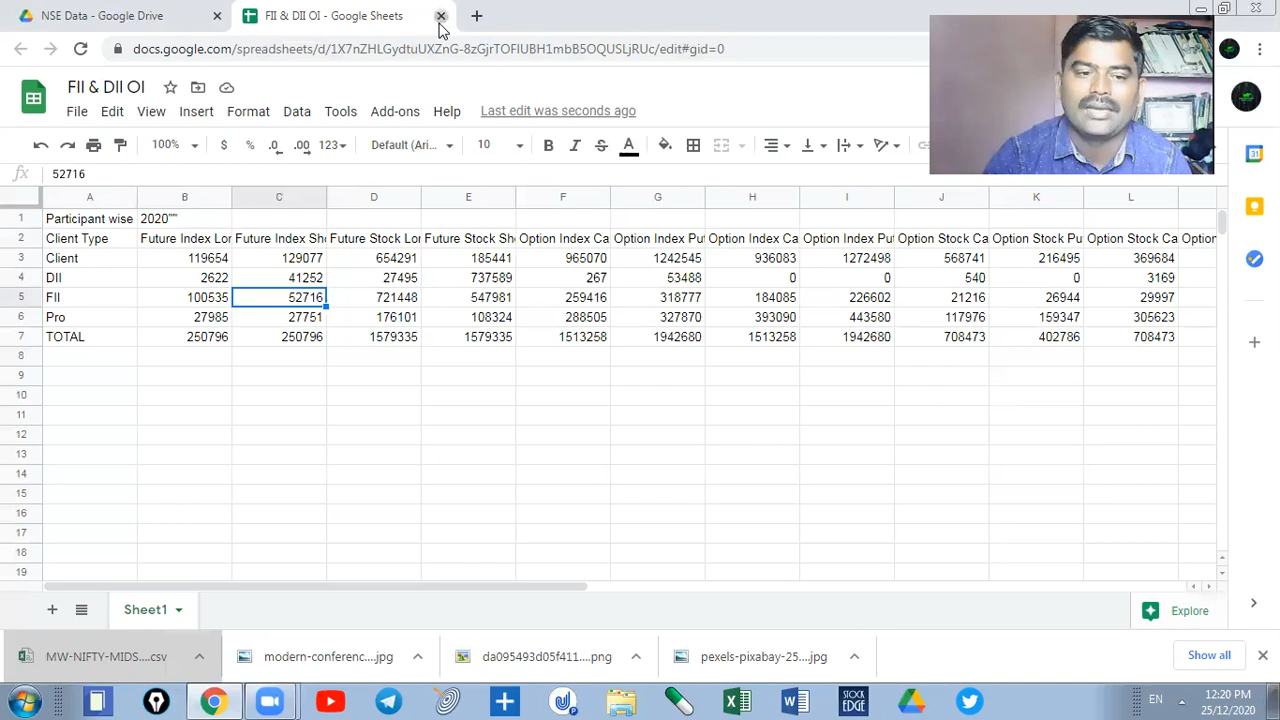 NSE Data - Google Drive
FII & DII OI - Google Sheets
docs.google.com/spreadsheets/d/1X7nZHLGydtuUXZnG-8zGjrTOFIUBH1mbB5OQUSLjRUc/edit#gid=0
FII & DII OI
File Edit View Insert Format Data Tools Add-ons Help Last edit was seconds ago
100% $ % .0 .00 123 Default (Ari... 10 B I S A
fx 52716
A B C D E F G H I J K L
1 Participant wise 2020""
2 Client Type Future Index Lor Future Index Sho Future Stock Lor Future Stock Sho Option Index Ca Option Index Put Option Index Ca Option Index Put Option Stock Ca Option Stock Pu Option Stock Ca Option
3 Client 119654 129077 654291 185441 965070 1242545 936083 1272498 568741 216495 369684
4 DII 2622 41252 27495 737589 267 53488 0 0 540 0 3169
5 FII 100535 52716 721448 547981 259416 318777 184085 226602 21216 26944 29997
6 Pro 27985 27751 176101 108324 288505 327870 393090 443580 117976 159347 305623
7 TOTAL 250796 250796 1579335 1579335 1513258 1942680 1513258 1942680 708473 402786 708473
8
9
10
11
12
13
14
15
16
17
18
19
Sheet1
Explore
MW-NIFTY-MIDS....csv
modern-conferenc...jpg
da095493d05f411....png
pexels-pixabay-25....jpg
Show all
STOCK EDGE
EN
12:20 PM
25/12/2020